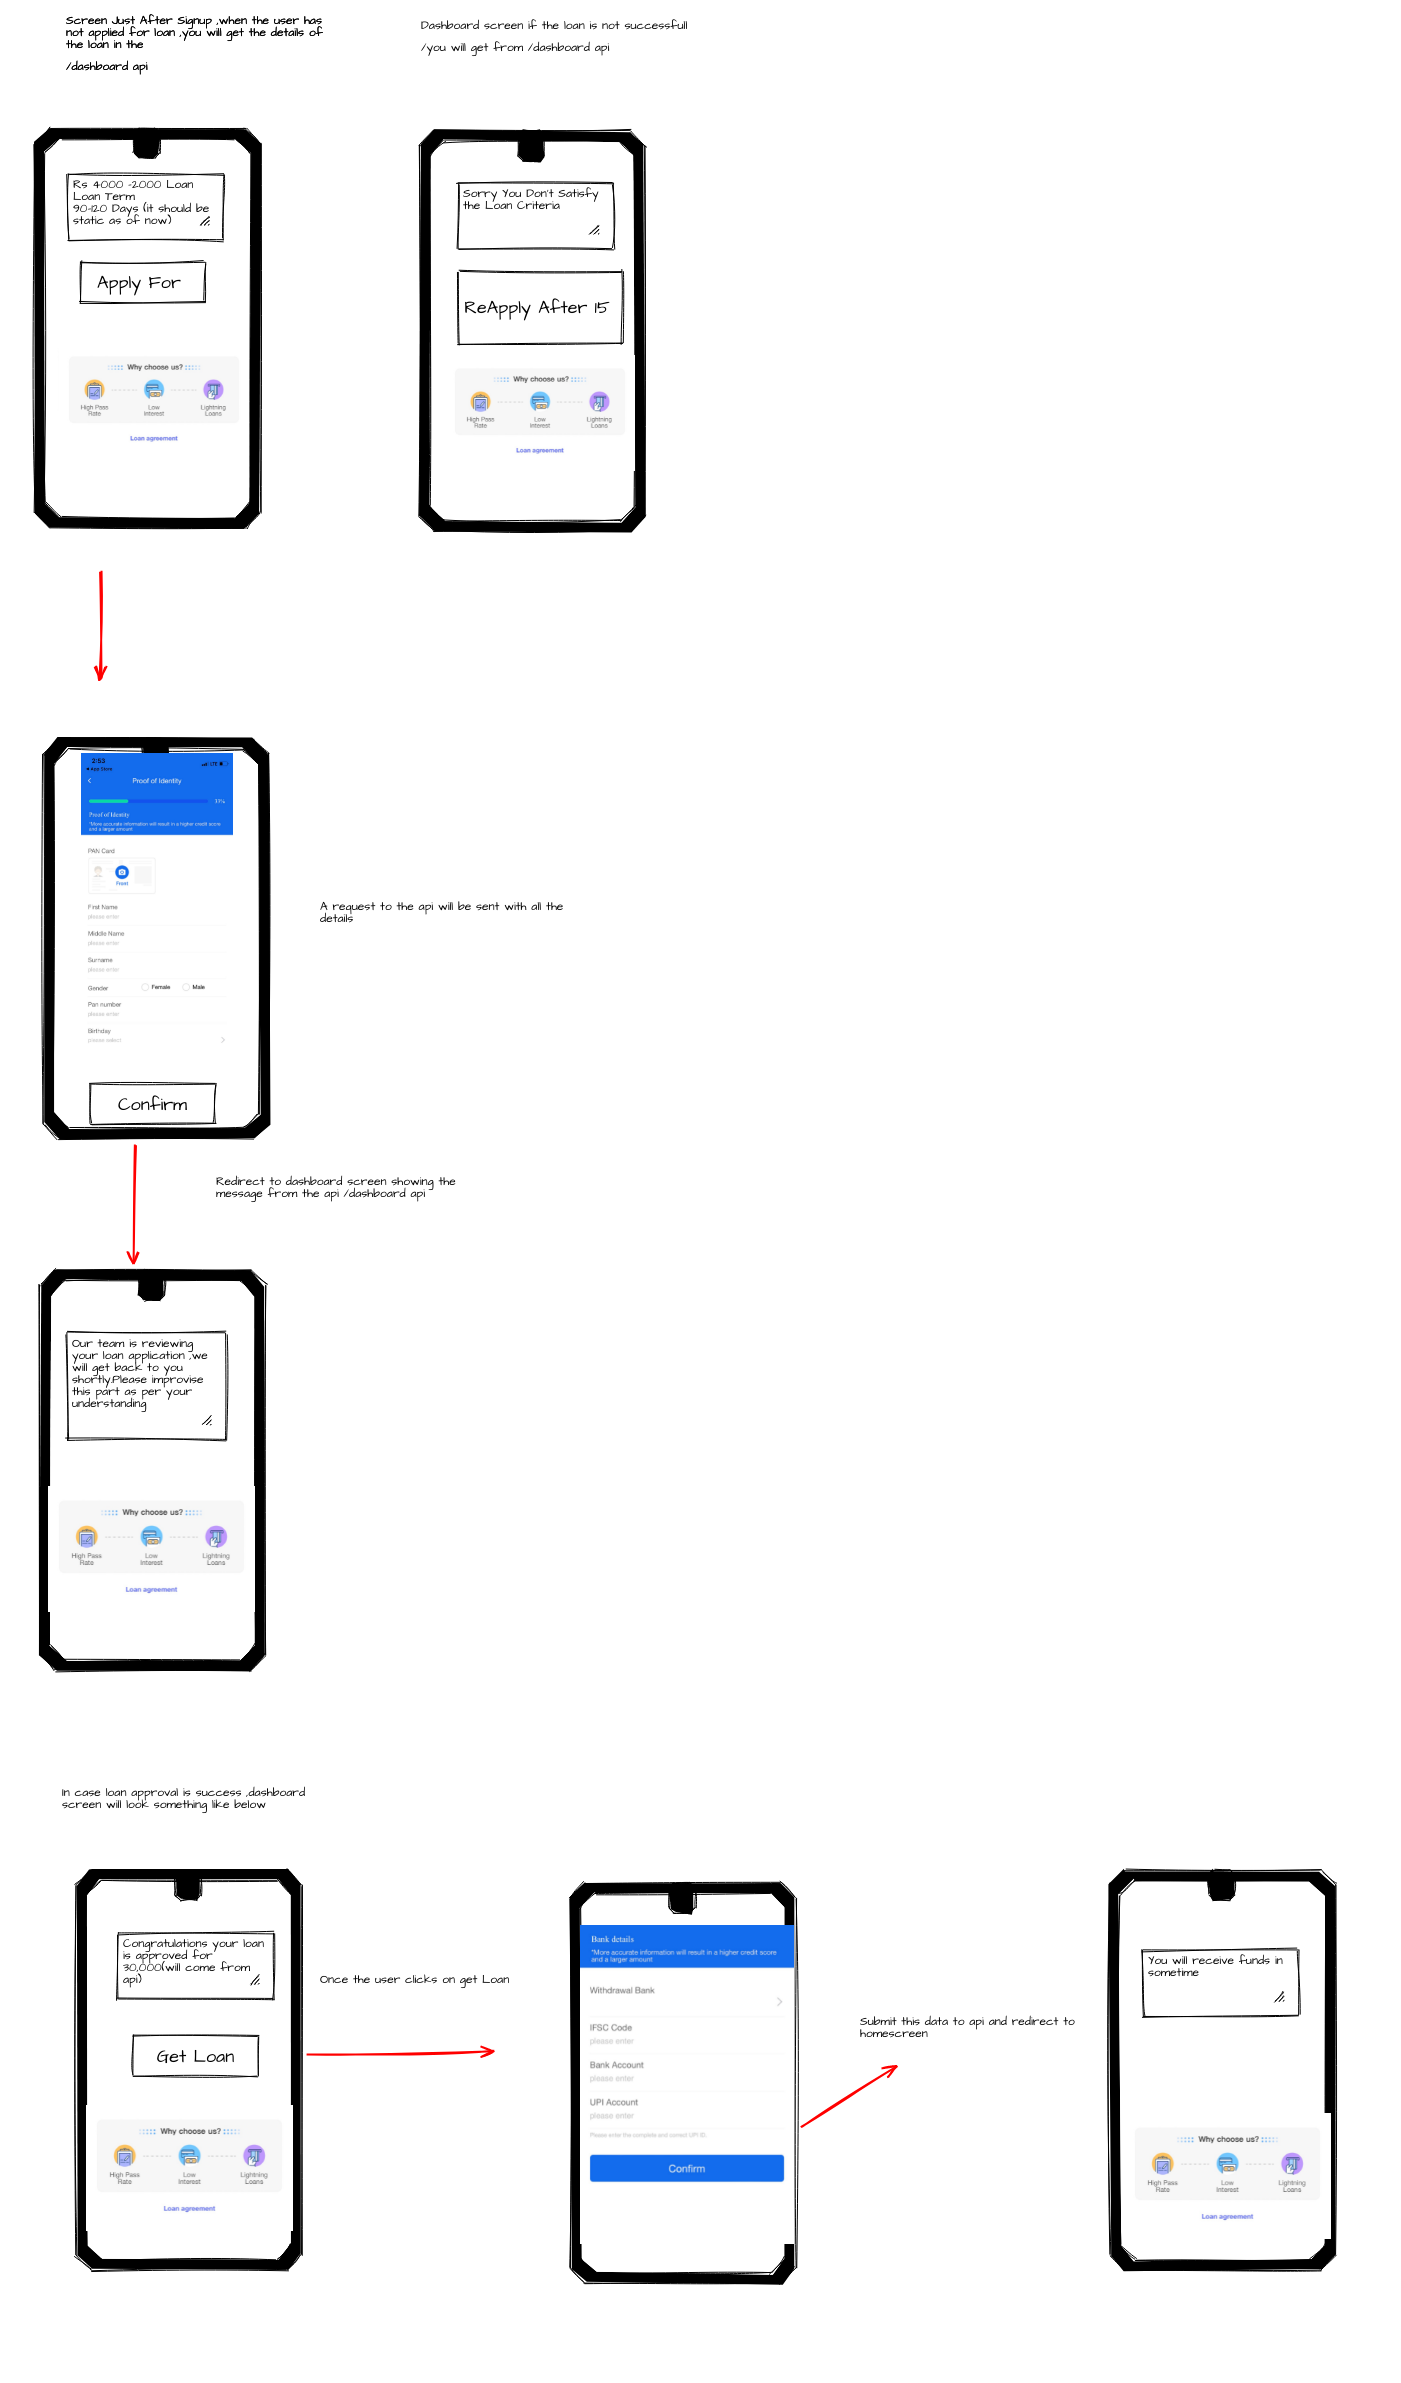 Screen Just After Signup ,when the user has
not applied for loan ,you will get the details of
the loan in the
/dashboard api
Dashboard screen if the loan is not successfull
/you will get from /dashboard api
Rs 4000 -2000 Loan
Loan Term
90-120 Days (it should be
static as of now)
Apply For
Why choose us?
High Pass
Rate
Low
Interest
Lightning
Loans
Loan agreement
Sorry You Don't Satisfy
the Loan Criteria
ReApply After 15
Why choose us?
High Pass
Rate
Low
Interest
Lightning
Loans
Loan agreement
2:53
App Store
LTE
Proof of Identity
33%
Proof of Identity
*More accurate information will result in a higher credit score
and a larger amount
PAN Card
Front
First Name
please enter
Middle Name
please enter
Surname
please enter
Gender
Female
Male
Pan number
please enter
Birthday
please select
Confirm
A request to the api will be sent with all the
details
Redirect to dashboard screen showing the
message from the api /dashboard api
Our team is reviewing
your loan application ,we
will get back to you
shortly.Please improvise
this part as per your
understanding
Why choose us?
High Pass
Rate
Low
Interest
Lightning
Loans
Loan agreement
In case loan approval is success ,dashboard
screen will look something like below
Congratulations your loan
is approved for
30,000(will come from
api)
Get Loan
Why choose us?
High Pass
Rate
Low
Interest
Lightning
Loans
Loan agreement
Once the user clicks on get Loan
Bank details
*More accurate information will result in a higher credit score
and a larger amount
Withdrawal Bank
IFSC Code
please enter
Bank Account
please enter
UPI Account
please enter
Please enter the complete and correct UPI ID.
Confirm
Submit this data to api and redirect to
homescreen
You will receive funds in
sometime
Why choose us?
High Pass
Rate
Low
Interest
Lightning
Loans
Loan agreement